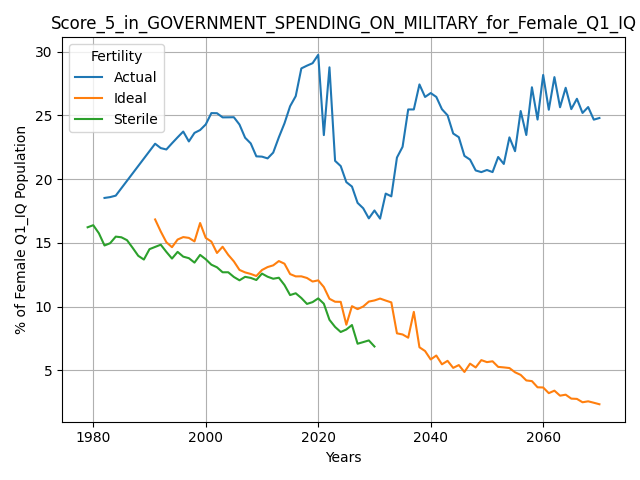 Score_5_in_GOVERNMENT_SPENDING_ON_MILITARY_for_Female_Q1_IQ
Fertility
Actual
Ideal
Sterile
30
25
20
15
10
5
% of Female Q1_IQ Population
1980
2000
2020
2040
2060
Years